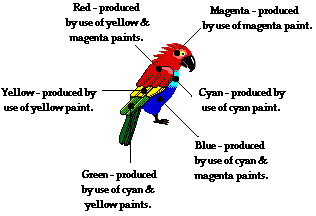 Red - produced
by use of yellow &
magenta paints.
Magenta - produced
by use of magenta paint.
Yellow - produced by
use of yellow paint.
Cyan - produced by
use of cyan paint.
Blue - produced
by use of cyan &
magenta paints.
Green - produced
by use of cyan &
yellow paints.